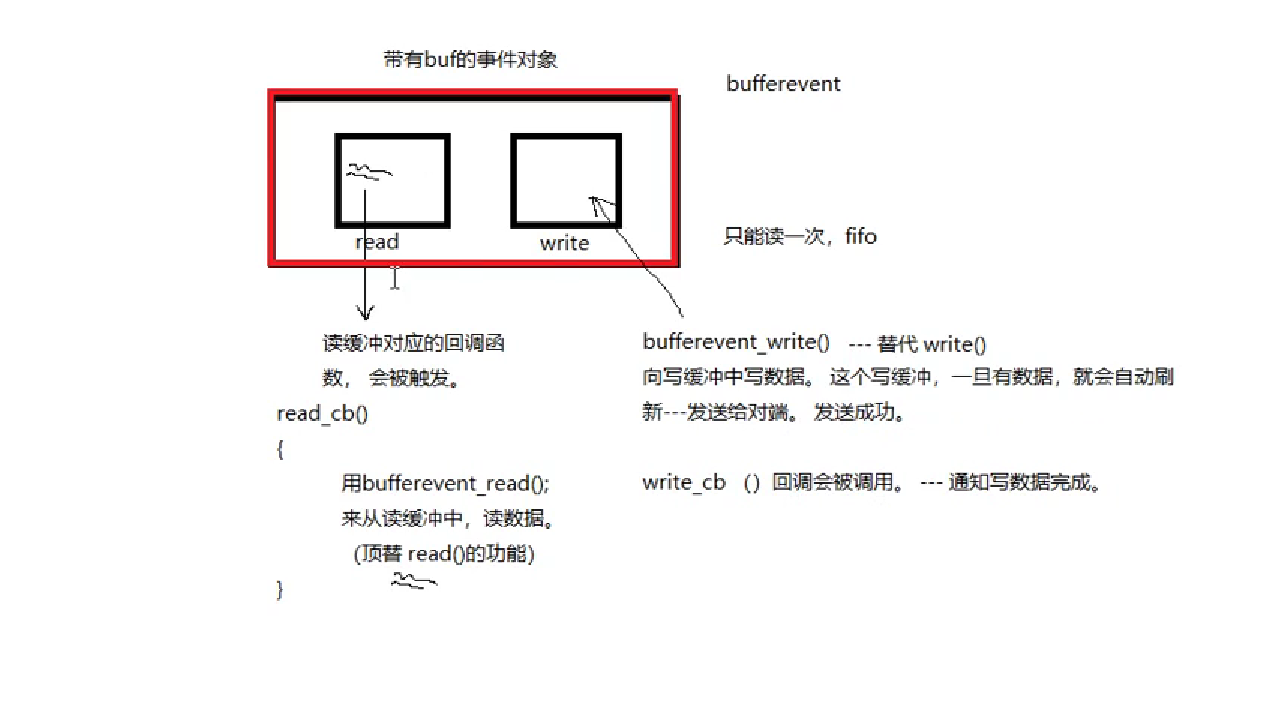 带有buf的事件对象
bufferevent
read
write
只能读一次，fifo
读缓冲对应的回调函
数， 会被触发。
read_cb()
{
用bufferevent_read();
来从读缓冲中，读数据。
(顶替 read()的功能)
}
bufferevent_write() --- 替代 write()
向写缓冲中写数据。 这个写缓冲，一旦有数据，就会自动刷
新---发送给对端。 发送成功。
write_cb （）回调会被调用。 --- 通知写数据完成。